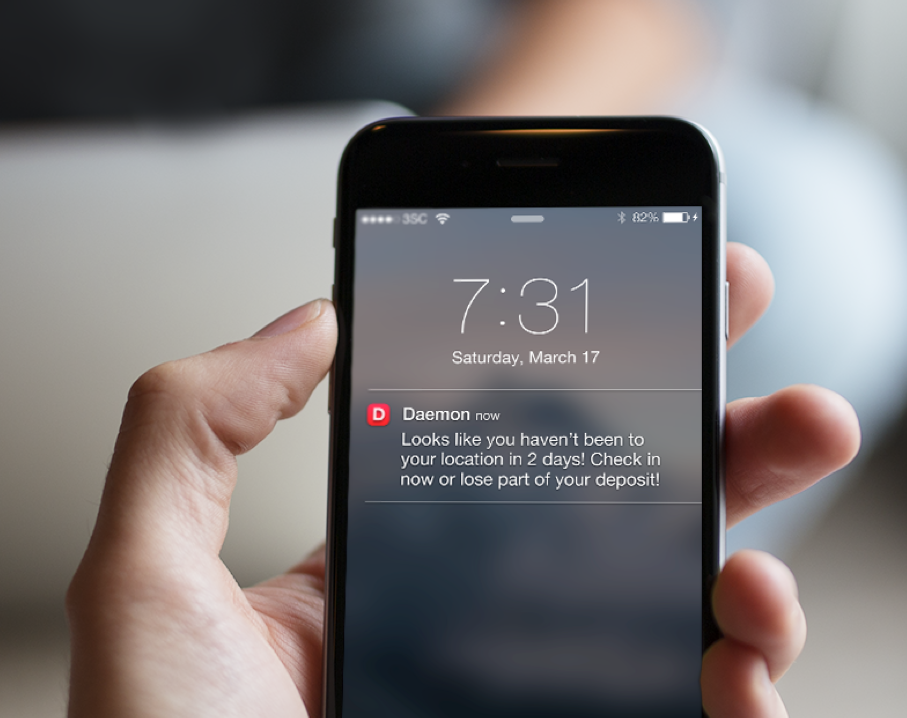 3SC 82%
7:31
Saturday, March 17
D Daemon now
Looks like you haven't been to
your location in 2 days! Check in
now or lose part of your deposit!